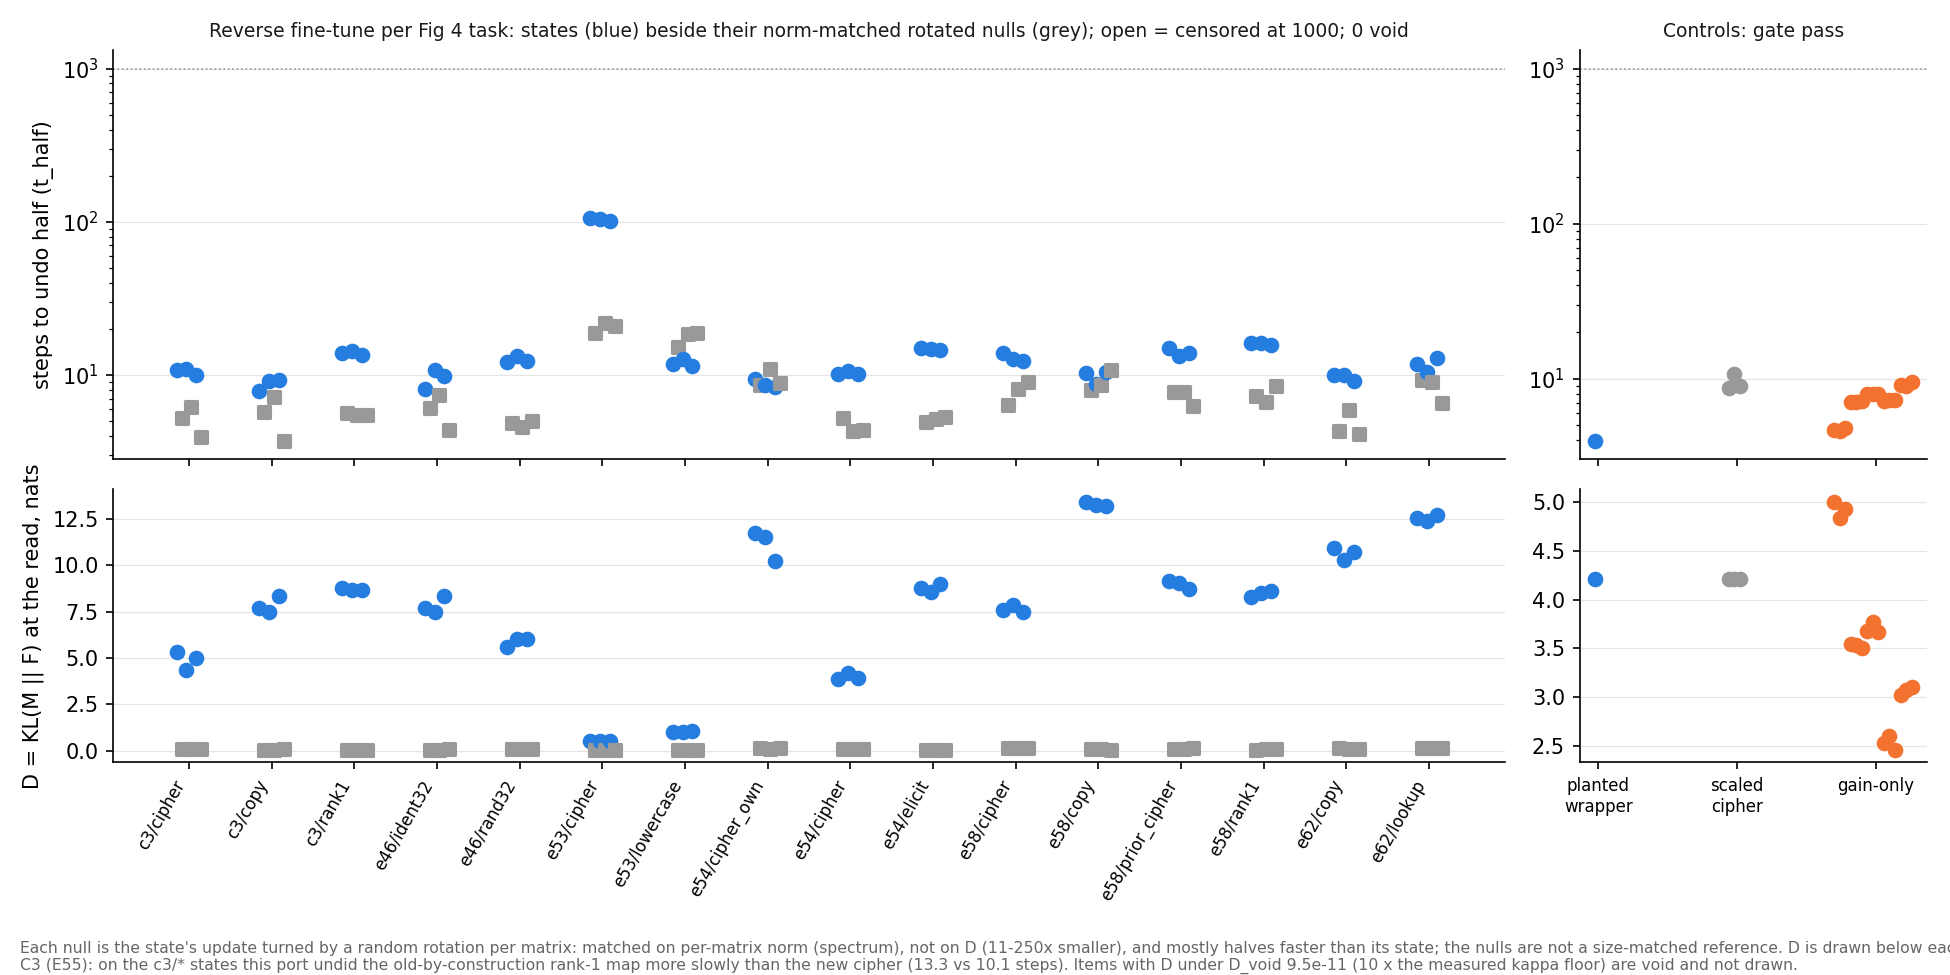 Reverse fine-tune per Fig 4 task: states (blue) beside their norm-matched rotated nulls (grey); open = censored at 1000; 0 void
Controls: gate pass
steps to undo half (t_half)
10³
10²
10¹
10³
10²
10¹
D = KL(M || F) at the read, nats
12.5
10.0
7.5
5.0
2.5
0.0
5.0
4.5
4.0
3.5
3.0
2.5
c3/cipher
c3/copy
c3/rank1
e46/ident32
e46/rand32
e53/cipher
e53/lowercase
e54/cipher_own
e54/cipher
e54/elicit
e58/cipher
e58/copy
e58/prior_cipher
e58/rank1
e62/copy
e62/lookup
planted
wrapper
scaled
cipher
gain-only
Each null is the state's update turned by a random rotation per matrix: matched on per-matrix norm (spectrum), not on D (11-250x smaller), and mostly halves faster than its state; the nulls are not a size-matched reference. D is drawn below
C3 (E55): on the c3/* states this port undid the old-by-construction rank-1 map more slowly than the new cipher (13.3 vs 10.1 steps). Items with D under D_void 9.5e-11 (10 x the measured kappa floor) are void and not drawn.